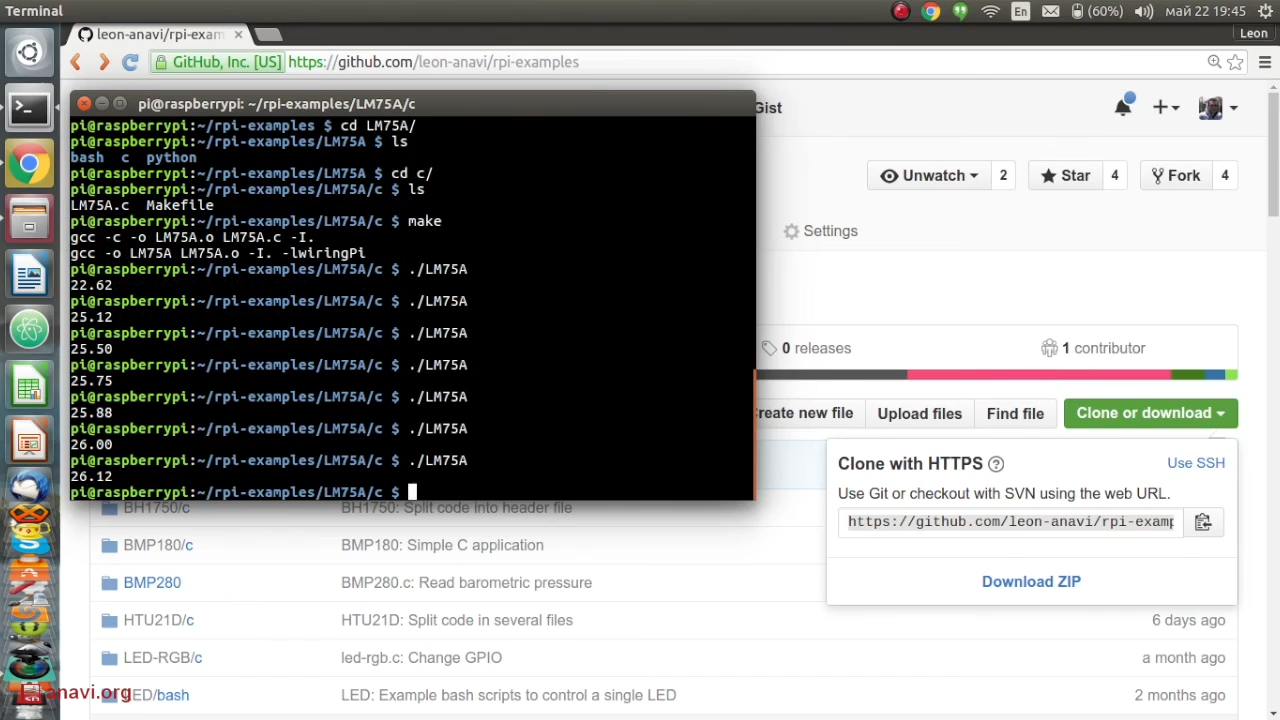 Terminal
En
(60%)
май 22 19:45
leon-anavi/rpi-exam
Leon
GitHub, Inc. [US]
https://github.com/leon-anavi/rpi-examples
pi@raspberrypi: ~/rpi-examples/LM75A/c
pi@raspberrypi:~/rpi-examples $ cd LM75A/
pi@raspberrypi:~/rpi-examples/LM75A $ ls
bash c python
pi@raspberrypi:~/rpi-examples/LM75A $ cd c/
pi@raspberrypi:~/rpi-examples/LM75A/c $ ls
LM75A.c Makefile
pi@raspberrypi:~/rpi-examples/LM75A/c $ make
gcc -c -o LM75A.o LM75A.c -I.
gcc -o LM75A LM75A.o -I. -lwiringPi
pi@raspberrypi:~/rpi-examples/LM75A/c $ ./LM75A
22.62
pi@raspberrypi:~/rpi-examples/LM75A/c $ ./LM75A
25.12
pi@raspberrypi:~/rpi-examples/LM75A/c $ ./LM75A
25.50
pi@raspberrypi:~/rpi-examples/LM75A/c $ ./LM75A
25.75
pi@raspberrypi:~/rpi-examples/LM75A/c $ ./LM75A
25.88
pi@raspberrypi:~/rpi-examples/LM75A/c $ ./LM75A
26.00
pi@raspberrypi:~/rpi-examples/LM75A/c $ ./LM75A
26.12
pi@raspberrypi:~/rpi-examples/LM75A/c $
Gist
Unwatch 2
Star 4
Fork 4
Settings
0 releases
1 contributor
reate new file
Upload files
Find file
Clone or download
Clone with HTTPS
Use SSH
Use Git or checkout with SVN using the web URL.
https://github.com/leon-anavi/rpi-examp
Download ZIP
BH1750/c BH1750: Split code into header file
BMP180/c BMP180: Simple C application
BMP280 BMP280.c: Read barometric pressure
HTU21D/c HTU21D: Split code in several files 6 days ago
LED-RGB/c led-rgb.c: Change GPIO a month ago
ED/bash LED: Example bash scripts to control a single LED 2 months ago
anavi.org